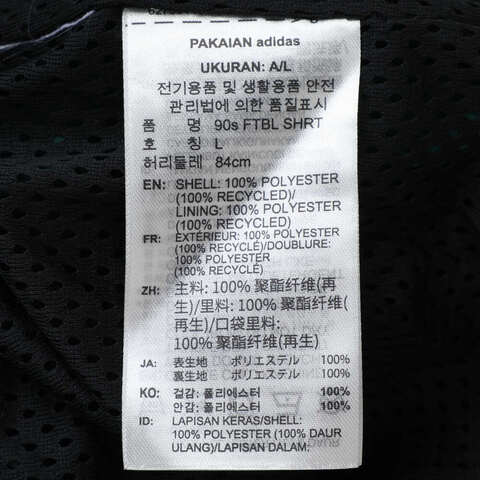 PAKAIAN adidas
UKURAN: A/L
전기용품 및 생활용품 안전
관리법에 의한 품질표시
품 명 90s FTBL SHRT
호 칭 L
허리둘레 84cm
EN: SHELL: 100% POLYESTER
(100% RECYCLED)/
LINING: 100% POLYESTER
(100% RECYCLED)
FR: EXTÉRIEUR: 100% POLYESTER
(100% RECYCLÉ)/DOUBLURE:
100% POLYESTER
(100% RECYCLÉ)
ZH: 主料: 100% 聚酯纤维(再
生)/里料: 100% 聚酯纤维
(再生)/口袋里料:
100% 聚酯纤维(再生)
JA: 表生地 ポリエステル 100%
裏生地 ポリエステル 100%
KO: 겉감: 폴리에스터 100%
안감: 폴리에스터 100%
ID: LAPISAN KERAS/SHELL:
100% POLYESTER (100% DAUR
ULANG)/LAPISAN DALAM: